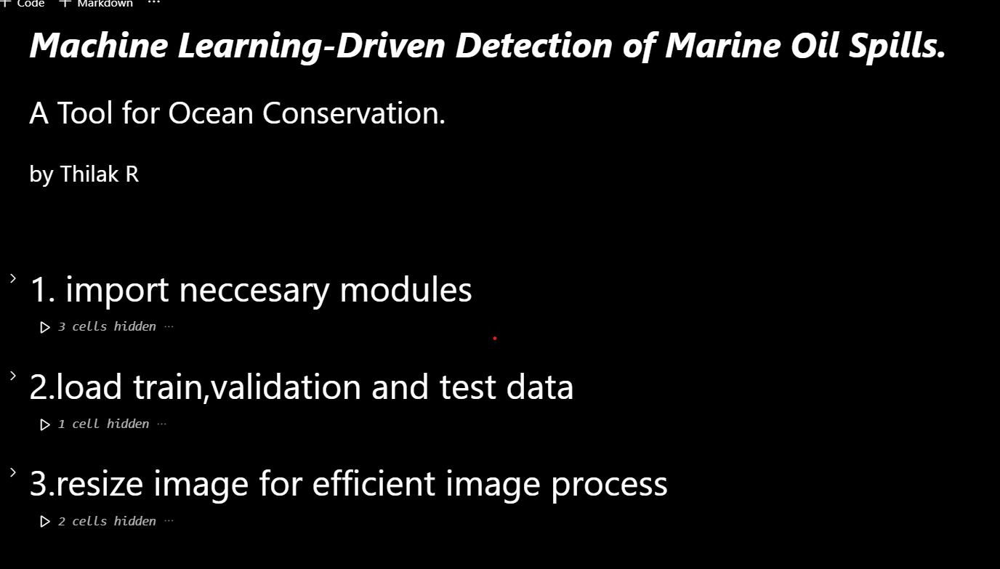 Code Markdown ...
Machine Learning-Driven Detection of Marine Oil Spills.
A Tool for Ocean Conservation.
by Thilak R
1. import neccesary modules
3 cells hidden ...
2.load train,validation and test data
1 cell hidden ...
3.resize image for efficient image process
2 cells hidden ...